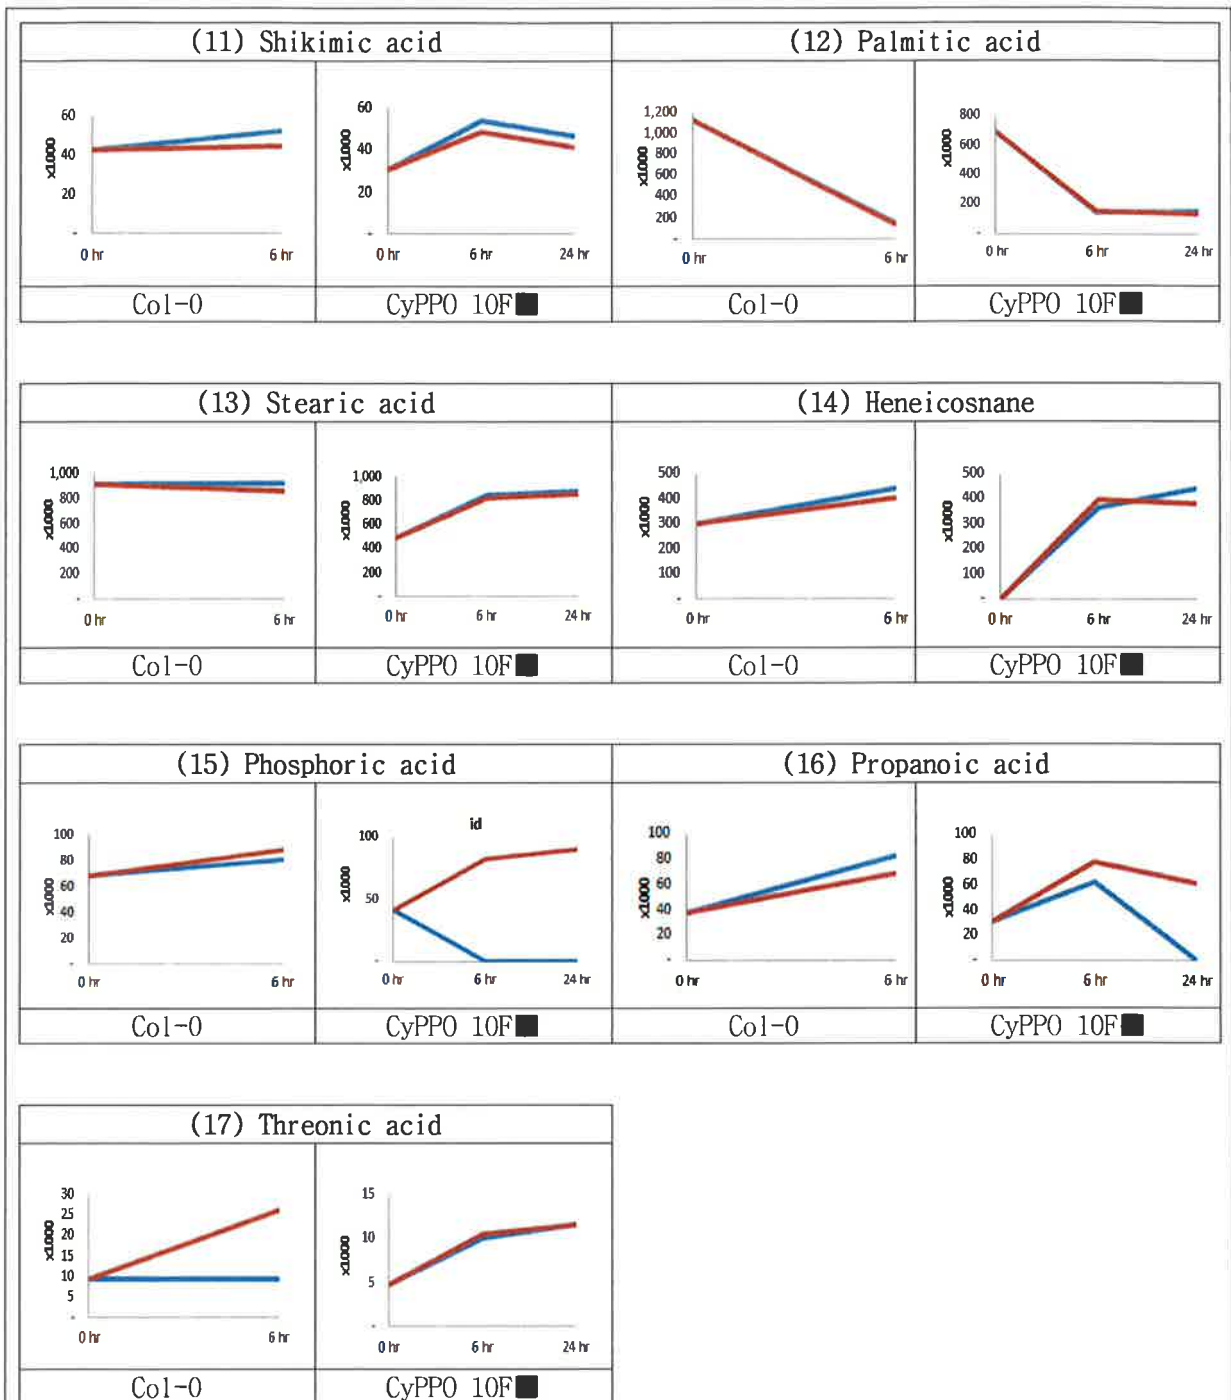 (11) Shikimic acid
(12) Palmitic acid
60
40
20
-
x1000
0 hr
6 hr
60
40
20
-
x1000
0 hr
6 hr
24 hr
1,200
1,000
800
600
400
200
-
x1000
0 hr
6 hr
800
600
400
200
-
x1000
0 hr
6 hr
24 hr
Col-0
CyPPO 10F■
Col-0
CyPPO 10F■
(13) Stearic acid
(14) Heneicosnane
1,000
800
600
400
200
-
x1000
0 hr
6 hr
1,000
800
600
400
200
-
x1000
0 hr
6 hr
24 hr
500
400
300
200
100
-
x1000
0 hr
6 hr
500
400
300
200
100
-
x1000
0 hr
6 hr
24 hr
Col-0
CyPPO 10F■
Col-0
CyPPO 10F■
(15) Phosphoric acid
(16) Propanoic acid
100
80
60
40
20
-
x1000
0 hr
6 hr
id
100
50
-
x1000
0 hr
6 hr
24 hr
100
80
60
40
20
-
x1000
0 hr
6 hr
100
80
60
40
20
-
x1000
0 hr
6 hr
24 hr
Col-0
CyPPO 10F■
Col-0
CyPPO 10F■
(17) Threonic acid
30
25
20
15
10
5
-
x1000
0 hr
6 hr
15
10
5
-
x1000
0 hr
6 hr
24 hr
Col-0
CyPPO 10F■